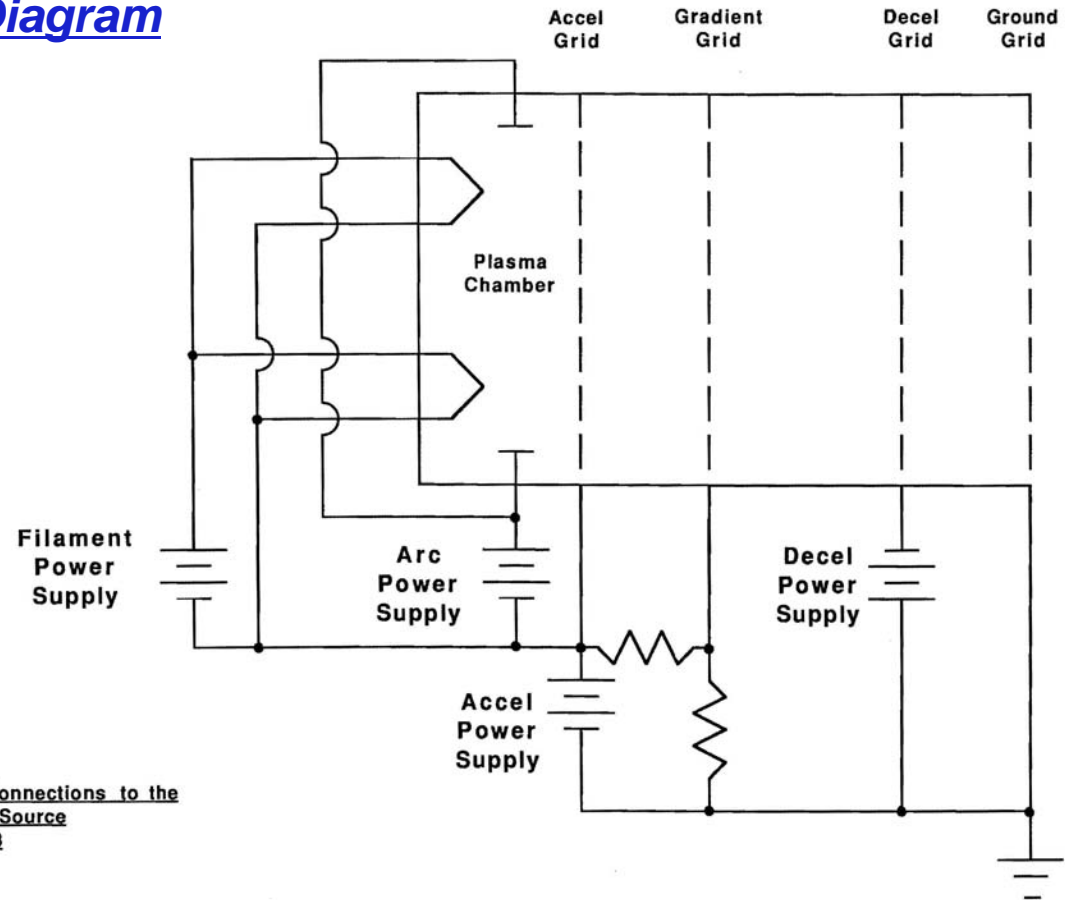 Diagram
Accel
Grid
Gradient
Grid
Decel
Grid
Ground
Grid
Plasma
Chamber
Filament
Power
Supply
Arc
Power
Supply
Decel
Power
Supply
Accel
Power
Supply
onnections to the
Source